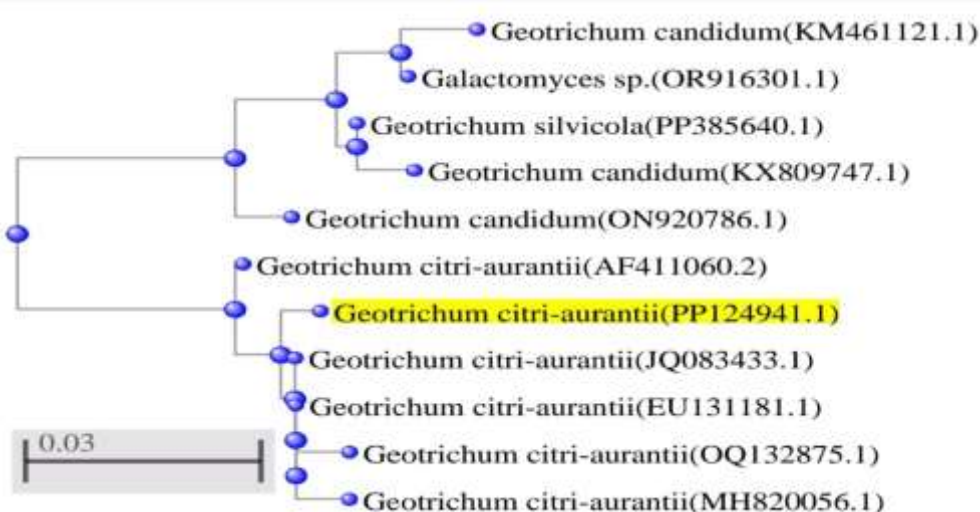 Geotrichum candidum(KM461121.1)
Galactomyces sp.(OR916301.1)
Geotrichum silvicola(PP385640.1)
Geotrichum candidum(KX809747.1)
Geotrichum candidum(ON920786.1)
Geotrichum citri-aurantii(AF411060.2)
Geotrichum citri-aurantii(PP124941.1)
Geotrichum citri-aurantii(JQ083433.1)
Geotrichum citri-aurantii(EU131181.1)
0.03
Geotrichum citri-aurantii(OQ132875.1)
Geotrichum citri-aurantii(MH820056.1)